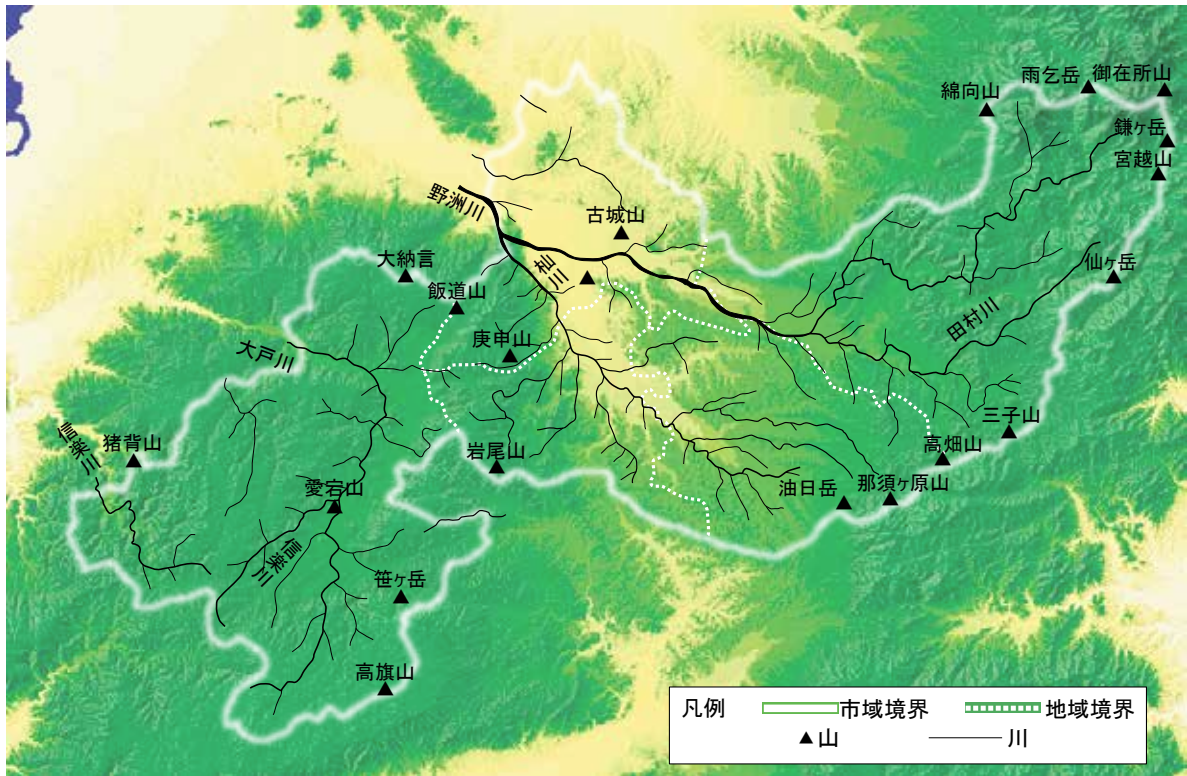 雨乞岳
御在所山
綿向山
鎌ヶ岳
宮越山
野洲川
古城山
杣川
大納言
飯道山
仙ヶ岳
田村川
庚申山
大戸川
三子山
信楽川
猪背山
岩尾山
高畑山
愛宕山
油日岳
那須ヶ原山
信楽川
笹ヶ岳
高旗山
凡例
市域境界
地域境界
▲山
川